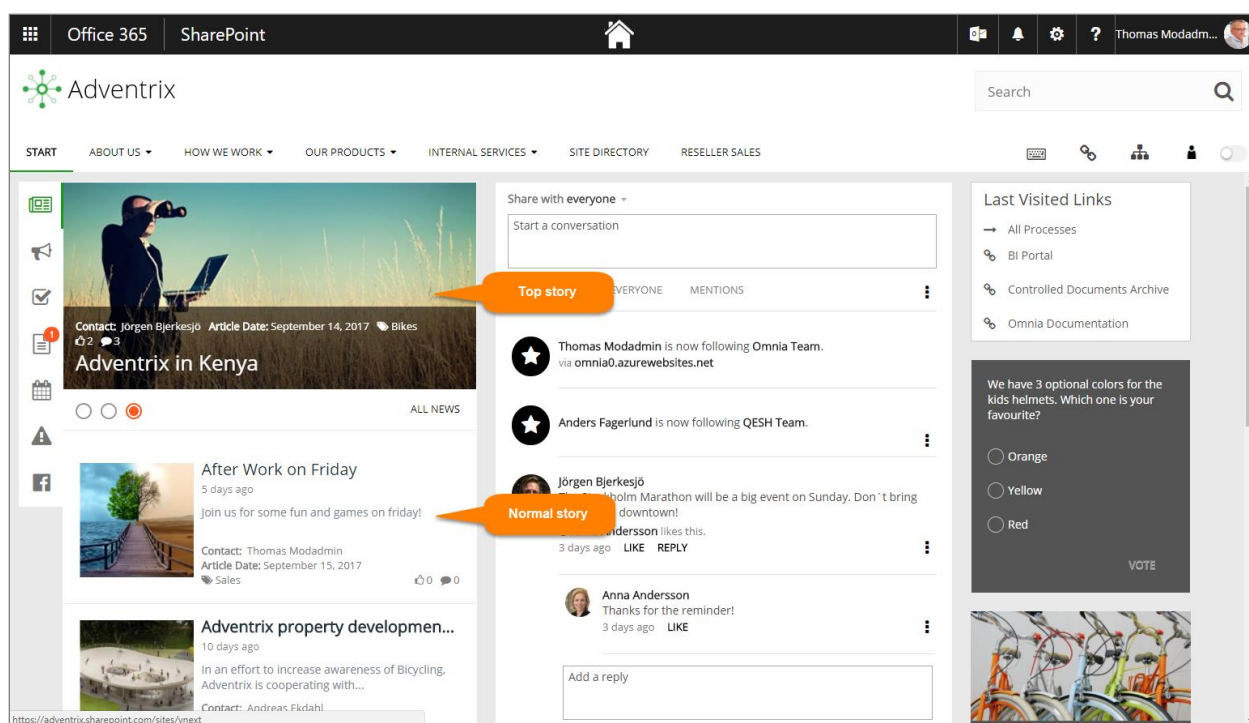 Office 365
SharePoint
Thomas Modadm...
Adventrix
Search
START
ABOUT US
HOW WE WORK
OUR PRODUCTS
INTERNAL SERVICES
SITE DIRECTORY
RESELLER SALES
1
Contact: Jörgen Bjerkesjö Article Date: September 14, 2017 Bikes
2 3
Adventrix in Kenya
ALL NEWS
After Work on Friday
5 days ago
Join us for some fun and games on friday!
Contact: Thomas Modadmin
Article Date: September 15, 2017
Sales
0 0
Adventrix property developmen...
10 days ago
In an effort to increase awareness of Bicycling,
Adventrix is cooperating with...
Contact: Andreas Ekdahl
https://adventrix.sharepoint.com/sites/vnext
Top story
Normal story
Share with everyone
Start a conversation
EVERYONE
MENTIONS
Thomas Modadmin is now following Omnia Team.
via omnia0.azurewebsites.net
Anders Fagerlund is now following QESH Team.
Jörgen Bjerkesjö
Marathon will be a big event on Sunday. Don´t bring
downtown!
likes this.
3 days ago LIKE REPLY
Anna Andersson
Thanks for the reminder!
3 days ago LIKE
Add a reply
Last Visited Links
All Processes
BI Portal
Controlled Documents Archive
Omnia Documentation
We have 3 optional colors for the
kids helmets. Which one is your
favourite?
Orange
Yellow
Red
VOTE